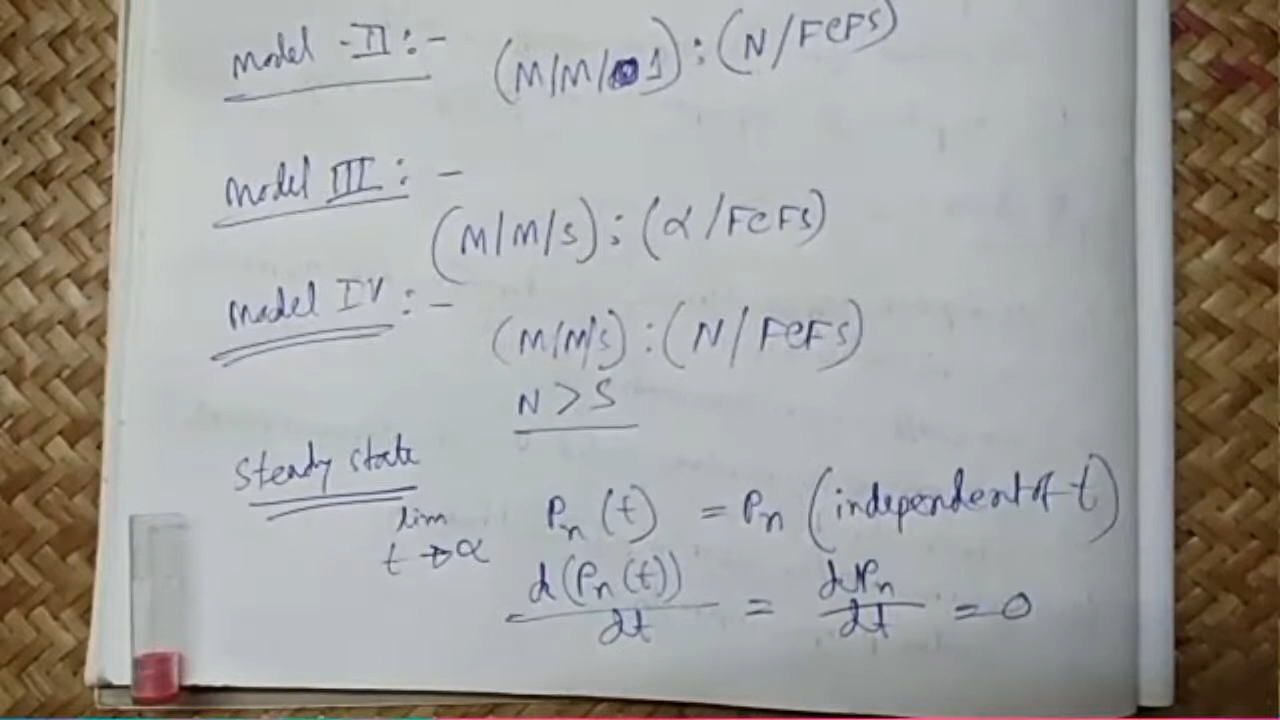 Model -II :- (M/M/1) : (N/FCFS)
Model III : -
(M/M/S) : (α/FCFS)
Model IV : -
(M/M/S) : (N/FCFS)
N > S
Steady state
lim t→α Pn(t) = Pn (independent of t)
d(Pn(t))/dt = dPn/dt = 0